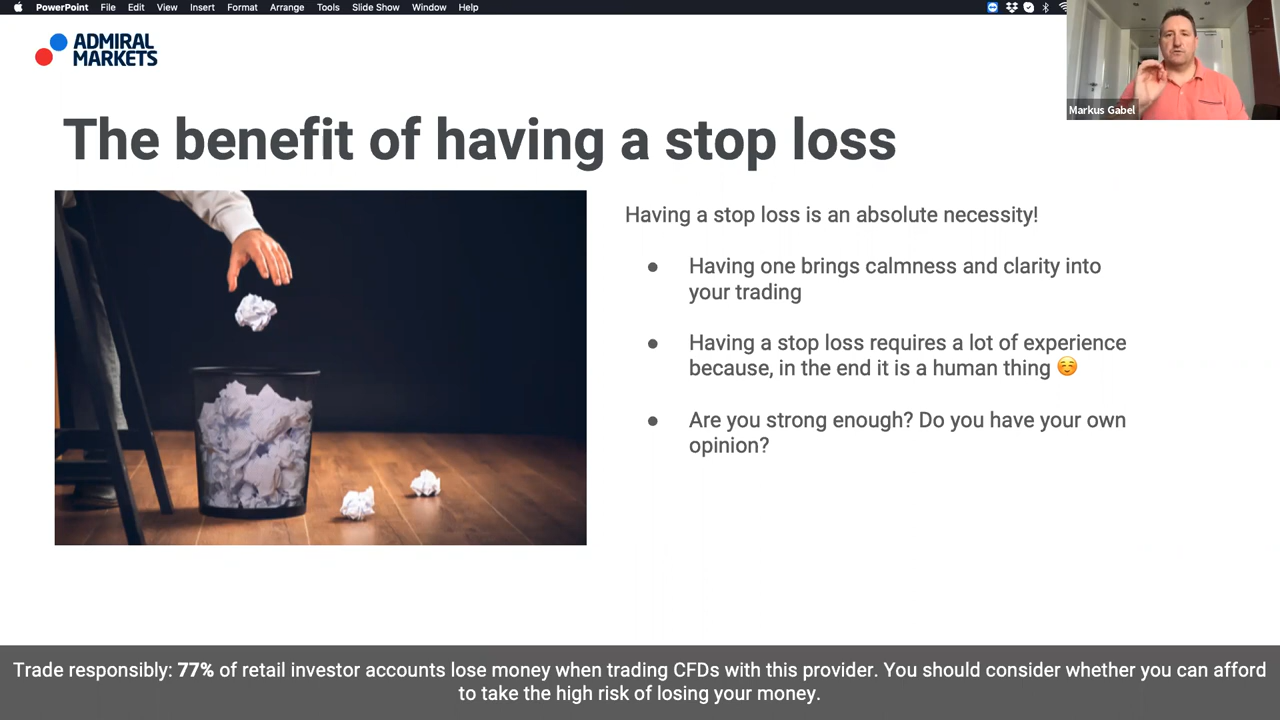 PowerPoint File Edit View Insert Format Arrange Tools Slide Show Window Help
ADMIRAL
MARKETS
Markus Gabel
The benefit of having a stop loss
Having a stop loss is an absolute necessity!
● Having one brings calmness and clarity into
your trading
● Having a stop loss requires a lot of experience
because, in the end it is a human thing ☺️
● Are you strong enough? Do you have your own
opinion?
Trade responsibly: 77% of retail investor accounts lose money when trading CFDs with this provider. You should consider whether you can afford
to take the high risk of losing your money.